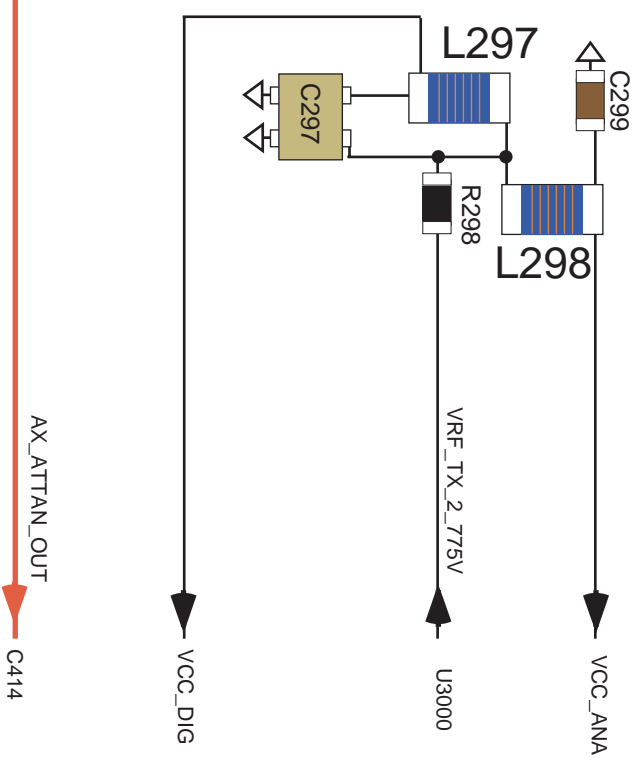 L297
C297
C299
R298
L298
AX_ATTAN_OUT
VRF_TX_2_775V
C414
VCC_DIG
U3000
VCC_ANA